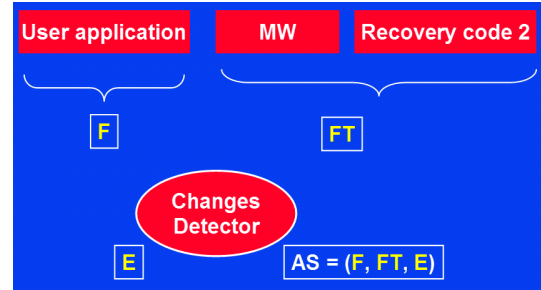 User application MW Recovery code 2
F FT
Changes
Detector
E AS = (F, FT, E)